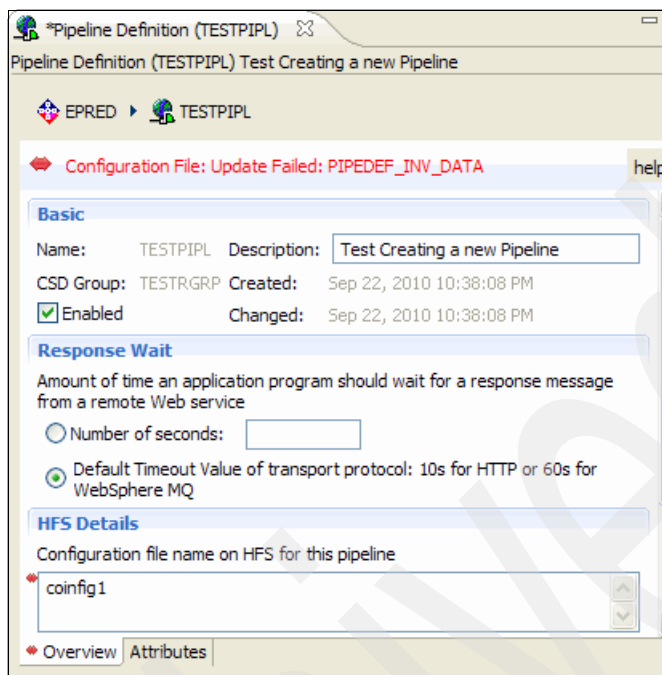 *Pipeline Definition (TESTPIPL)
Pipeline Definition (TESTPIPL) Test Creating a new Pipeline
EPRED TESTPIPL
Configuration File: Update Failed: PIPEDEF_INV_DATA help
Basic
Name: TESTPIPL Description: Test Creating a new Pipeline
CSD Group: TESTRGRP Created: Sep 22, 2010 10:38:08 PM
Enabled Changed: Sep 22, 2010 10:38:08 PM
Response Wait
Amount of time an application program should wait for a response message
from a remote Web service
Number of seconds:
Default Timeout Value of transport protocol: 10s for HTTP or 60s for
WebSphere MQ
HFS Details
Configuration file name on HFS for this pipeline
coinfig1
Overview Attributes